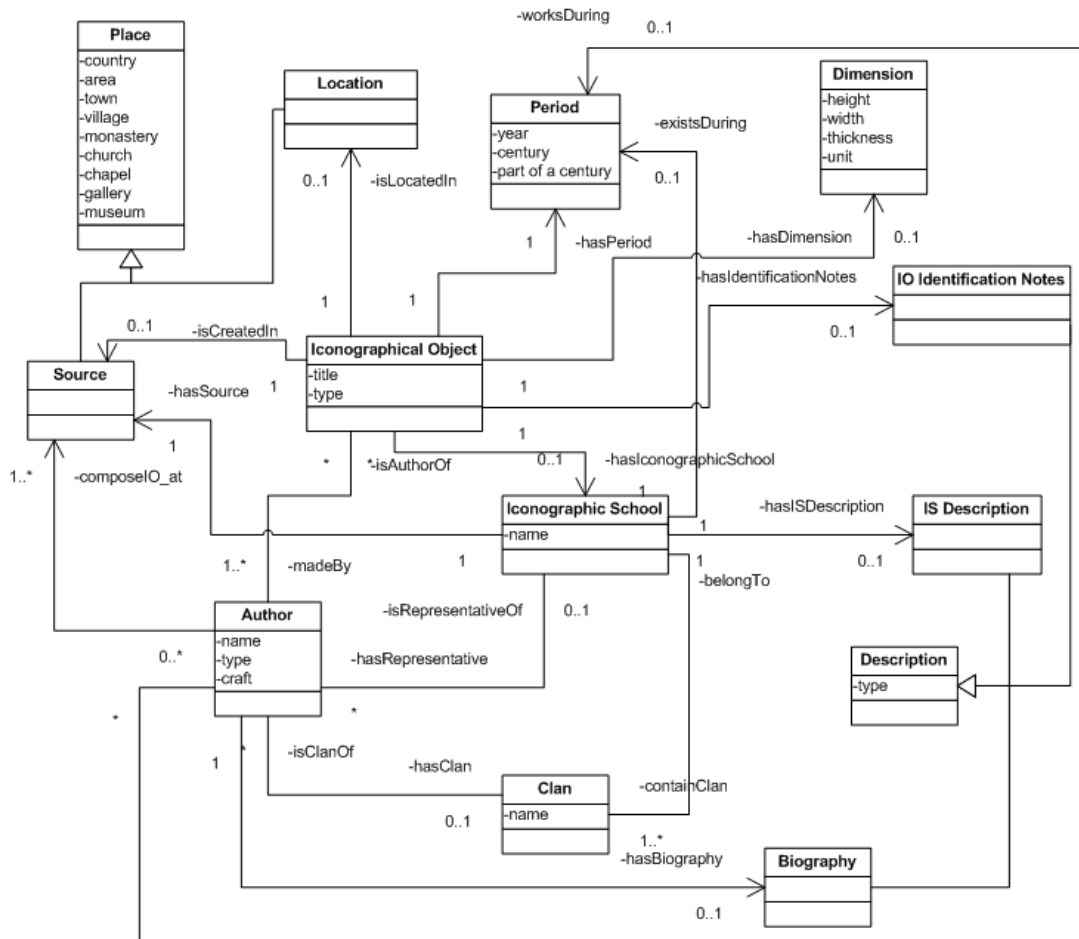 -worksDuring
0..1
Place
-country
-area
-town
-village
-monastery
-church
-chapel
-gallery
-museum
Location
Period
-year
-century
-part of a century
Dimension
-height
-width
-thickness
-unit
-existsDuring
0..1
0..1
-isLocatedIn
1
-hasPeriod
-hasDimension
0..1
-hasIdentificationNotes
IO Identification Notes
0..1
1
1
0..1
-isCreatedIn
Iconographical Object
-title
-type
Source
1
-hasSource
1
1
1
*
*
-isAuthorOf
0..1
-hasIconographicSchool
1
1..*
-composeIO_at
Iconographic School
-name
1
-hasISDescription
IS Description
0..1
1
1
-belongTo
1..*
-madeBy
-isRepresentativeOf
0..1
Author
-name
-type
-craft
0..*
-hasRepresentative
*
*
Description
-type
1
*
-isClanOf
-hasClan
0..1
Clan
-name
-containClan
1..*
-hasBiography
Biography
0..1